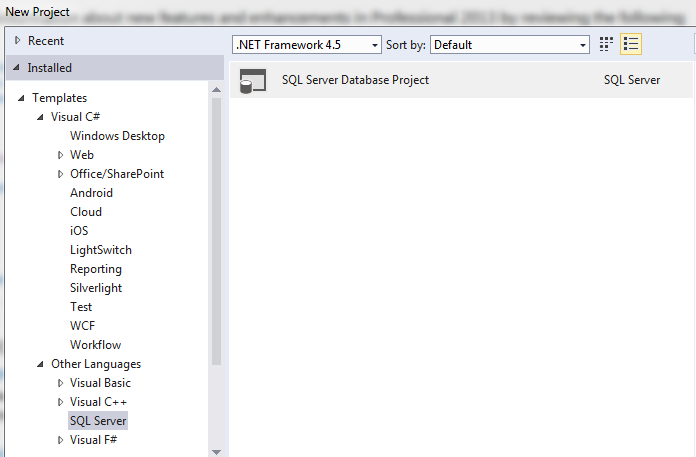 New Project
about new features and enhancements in Professional 2013 by reviewing the following
Recent
.NET Framework 4.5
Sort by:
Default
Installed
SQL Server Database Project
SQL Server
Templates
Visual C#
Windows Desktop
Web
Office/SharePoint
Android
Cloud
iOS
LightSwitch
Reporting
Silverlight
Test
WCF
Workflow
Other Languages
Visual Basic
Visual C++
SQL Server
Visual F#